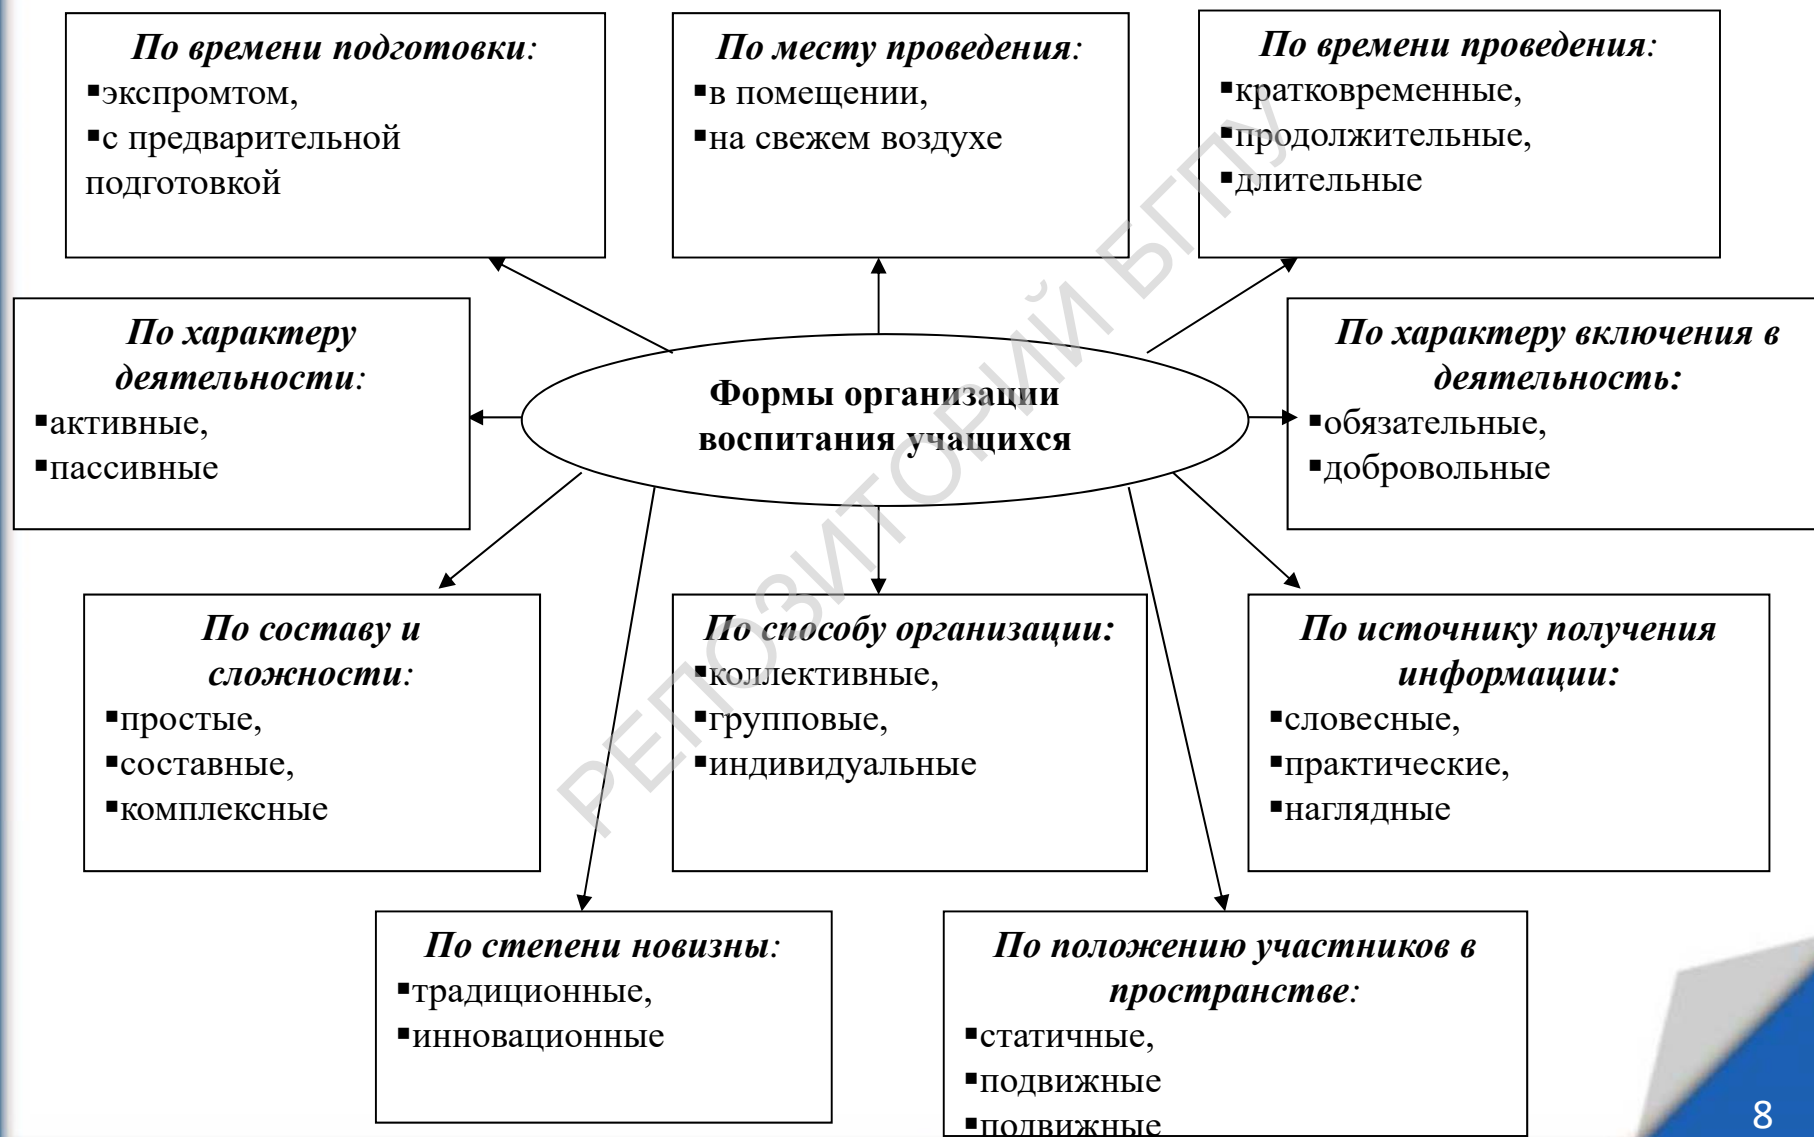 По времени подготовки:
▪экспромтом,
▪с предварительной
подготовкой
По месту проведения:
▪в помещении,
▪на свежем воздухе
По времени проведения:
▪кратковременные,
▪продолжительные,
▪длительные
По характеру
деятельности:
▪активные,
▪пассивные
Формы организации
воспитания учащихся
По характеру включения в
деятельность:
▪обязательные,
▪добровольные
По составу и
сложности:
▪простые,
▪составные,
▪комплексные
По способу организации:
▪коллективные,
▪групповые,
▪индивидуальные
По источнику получения
информации:
▪словесные,
▪практические,
▪наглядные
По степени новизны:
▪традиционные,
▪инновационные
По положению участников в
пространстве:
▪статичные,
▪подвижные
▪подвижные
РЕПОЗИТОРИЙ БГПУ
8